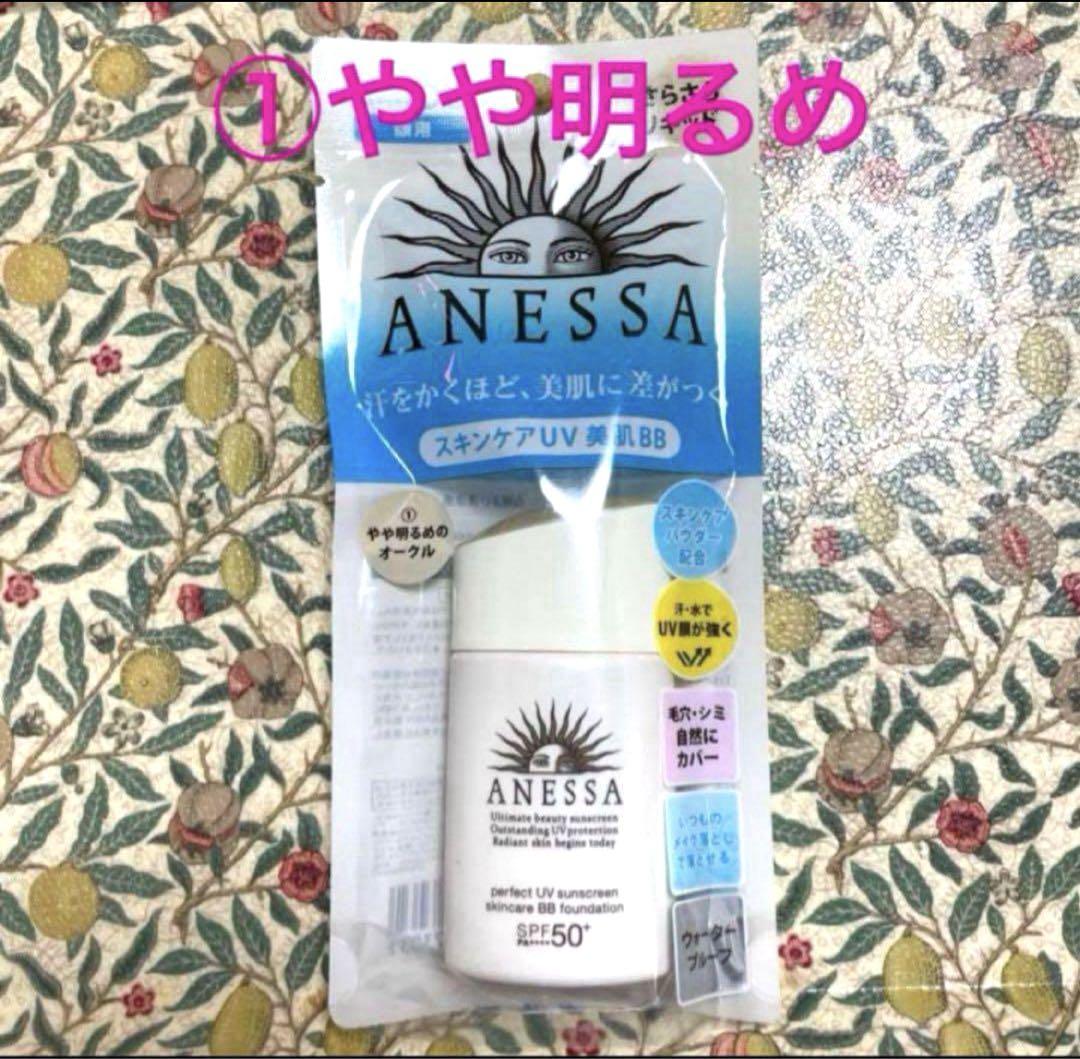 ①やや明るめ
顔用
さらさら
リキッド
ANESSA
汗をかくほど、美肌に差がつく
スキンケアUV 美肌BB
①
やや明るめの
オークル
スキンケア
パウダー
配合
汗・水で
UV膜が強く
毛穴・シミ
自然に
カバー
いつもの
メイク落とし
で落とせる
ウォーター
プルーフ
ANESSA
Ultimate beauty sunscreen
Outstanding UV protection
Radiant skin begins today
perfect UV sunscreen
skincare BB foundation
SPF50+
PA++++